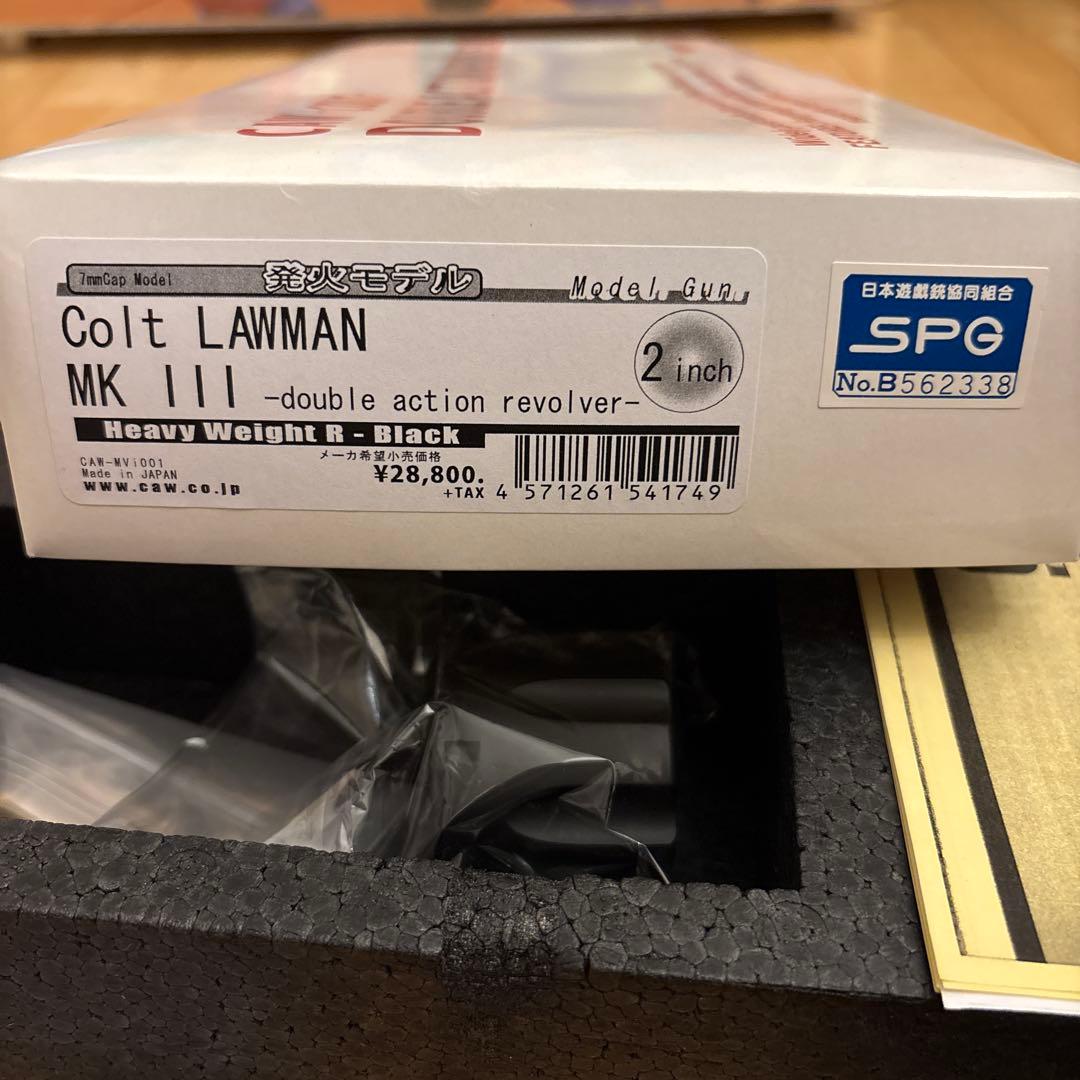 7mmCap Model
発火モデル
Model Gun
Colt LAWMAN
MK III -double action revolver-
2 inch
Heavy Weight R - Black
CAW-MVi001
Made in JAPAN
www.caw.co.jp
メーカ希望小売価格
¥28,800.
+TAX
4 571261 541749
日本遊戯銃協同組合
SPG
No.B562338